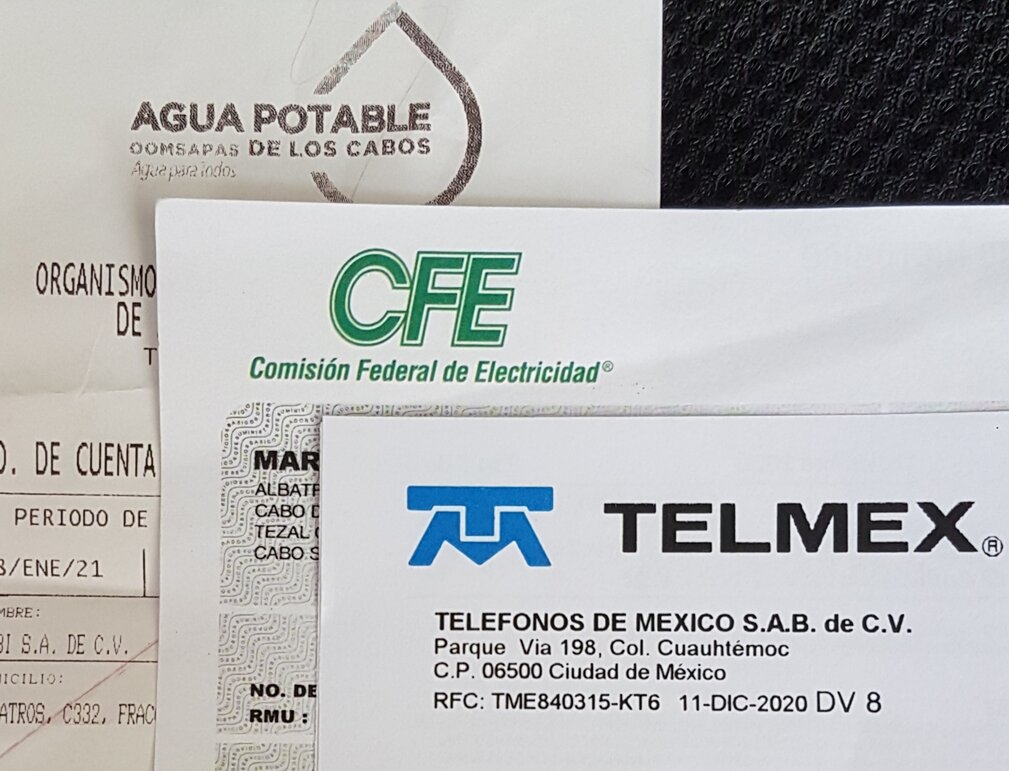 AGUA POTABLE
OOMSAPAS DE LOS CABOS
Agua para todos
ORGANISMO
DE
T
O. DE CUENTA
PERIODO DE
8/ENE/21
MBRE:
BI S.A. DE C.V.
ICILIO:
ATROS, C332, FRAC
CFE
Comisión Federal de Electricidad®
MAR
ALBATR
CABO D
TEZAL
CABO S
NO. DE
RMU :
TELMEX®
TELEFONOS DE MEXICO S.A.B. de C.V.
Parque Via 198, Col. Cuauhtémoc
C.P. 06500 Ciudad de México
RFC: TME840315-KT6 11-DIC-2020 DV 8